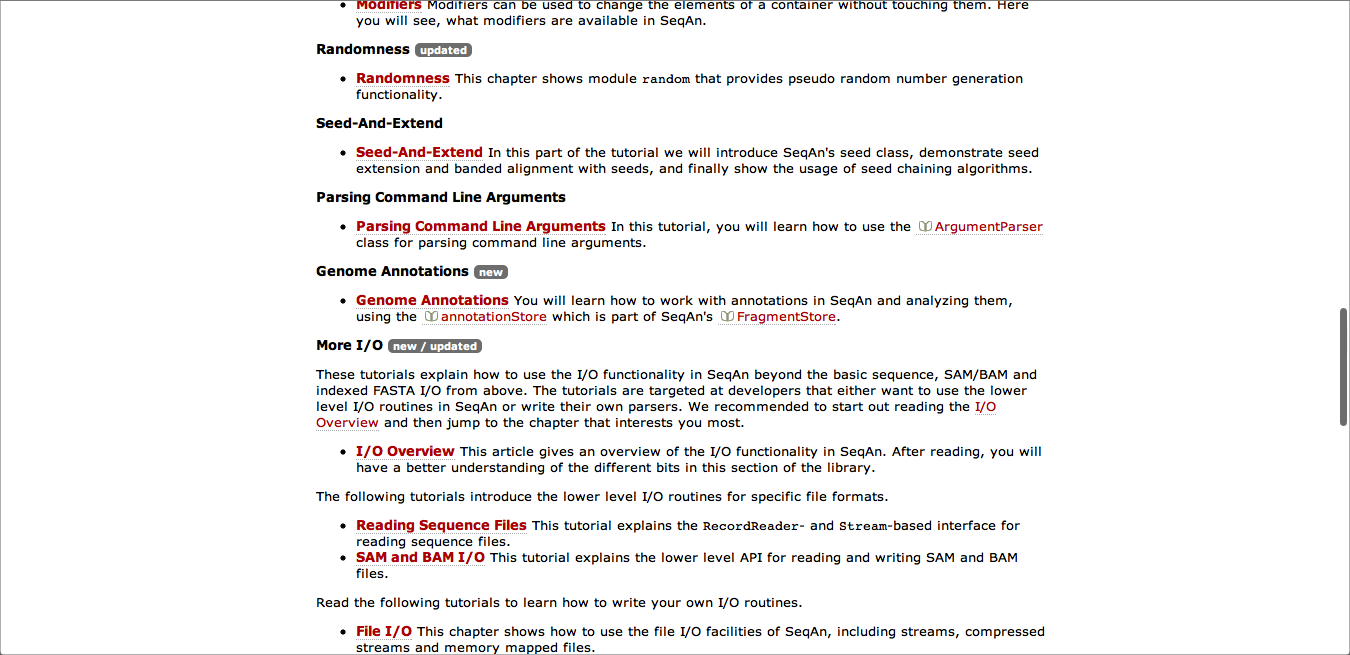 Modifiers Modifiers can be used to change the elements of a container without touching them. Here
you will see, what modifiers are available in SeqAn.
Randomness updated
Randomness This chapter shows module random that provides pseudo random number generation
functionality.
Seed-And-Extend
Seed-And-Extend In this part of the tutorial we will introduce SeqAn's seed class, demonstrate seed
extension and banded alignment with seeds, and finally show the usage of seed chaining algorithms.
Parsing Command Line Arguments
Parsing Command Line Arguments In this tutorial, you will learn how to use the ArgumentParser
class for parsing command line arguments.
Genome Annotations new
Genome Annotations You will learn how to work with annotations in SeqAn and analyzing them,
using the annotationStore which is part of SeqAn's FragmentStore.
More I/O new / updated
These tutorials explain how to use the I/O functionality in SeqAn beyond the basic sequence, SAM/BAM and
indexed FASTA I/O from above. The tutorials are targeted at developers that either want to use the lower
level I/O routines in SeqAn or write their own parsers. We recommended to start out reading the I/O
Overview and then jump to the chapter that interests you most.
I/O Overview This article gives an overview of the I/O functionality in SeqAn. After reading, you will
have a better understanding of the different bits in this section of the library.
The following tutorials introduce the lower level I/O routines for specific file formats.
Reading Sequence Files This tutorial explains the RecordReader- and Stream-based interface for
reading sequence files.
SAM and BAM I/O This tutorial explains the lower level API for reading and writing SAM and BAM
files.
Read the following tutorials to learn how to write your own I/O routines.
File I/O This chapter shows how to use the file I/O facilities of SeqAn, including streams, compressed
streams and memory mapped files.